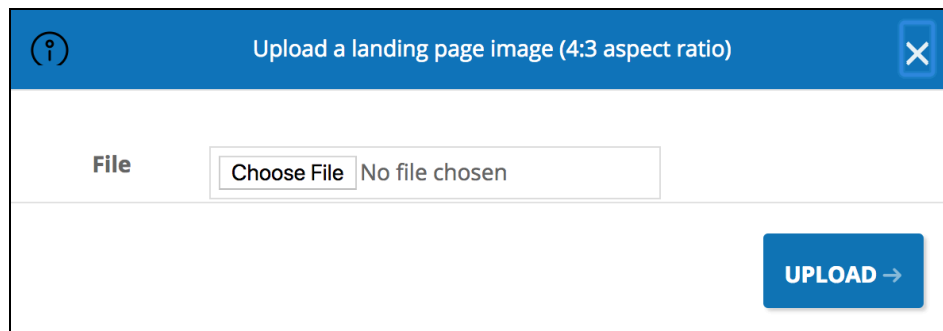 Upload a landing page image (4:3 aspect ratio)
File
Choose File No file chosen
UPLOAD →